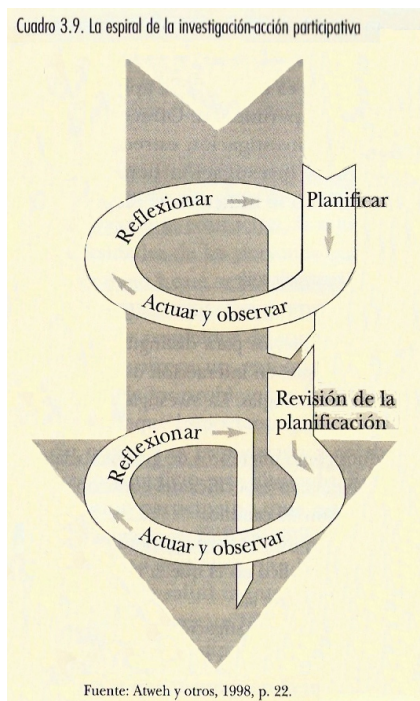 Cuadro 3.9. La espiral de la investigación-acción participativa
Reflexionar
Planificar
Actuar y observar
Revisión de la
planificación
Reflexionar
Actuar y observar
Fuente: Atweh y otros, 1998, p. 22.